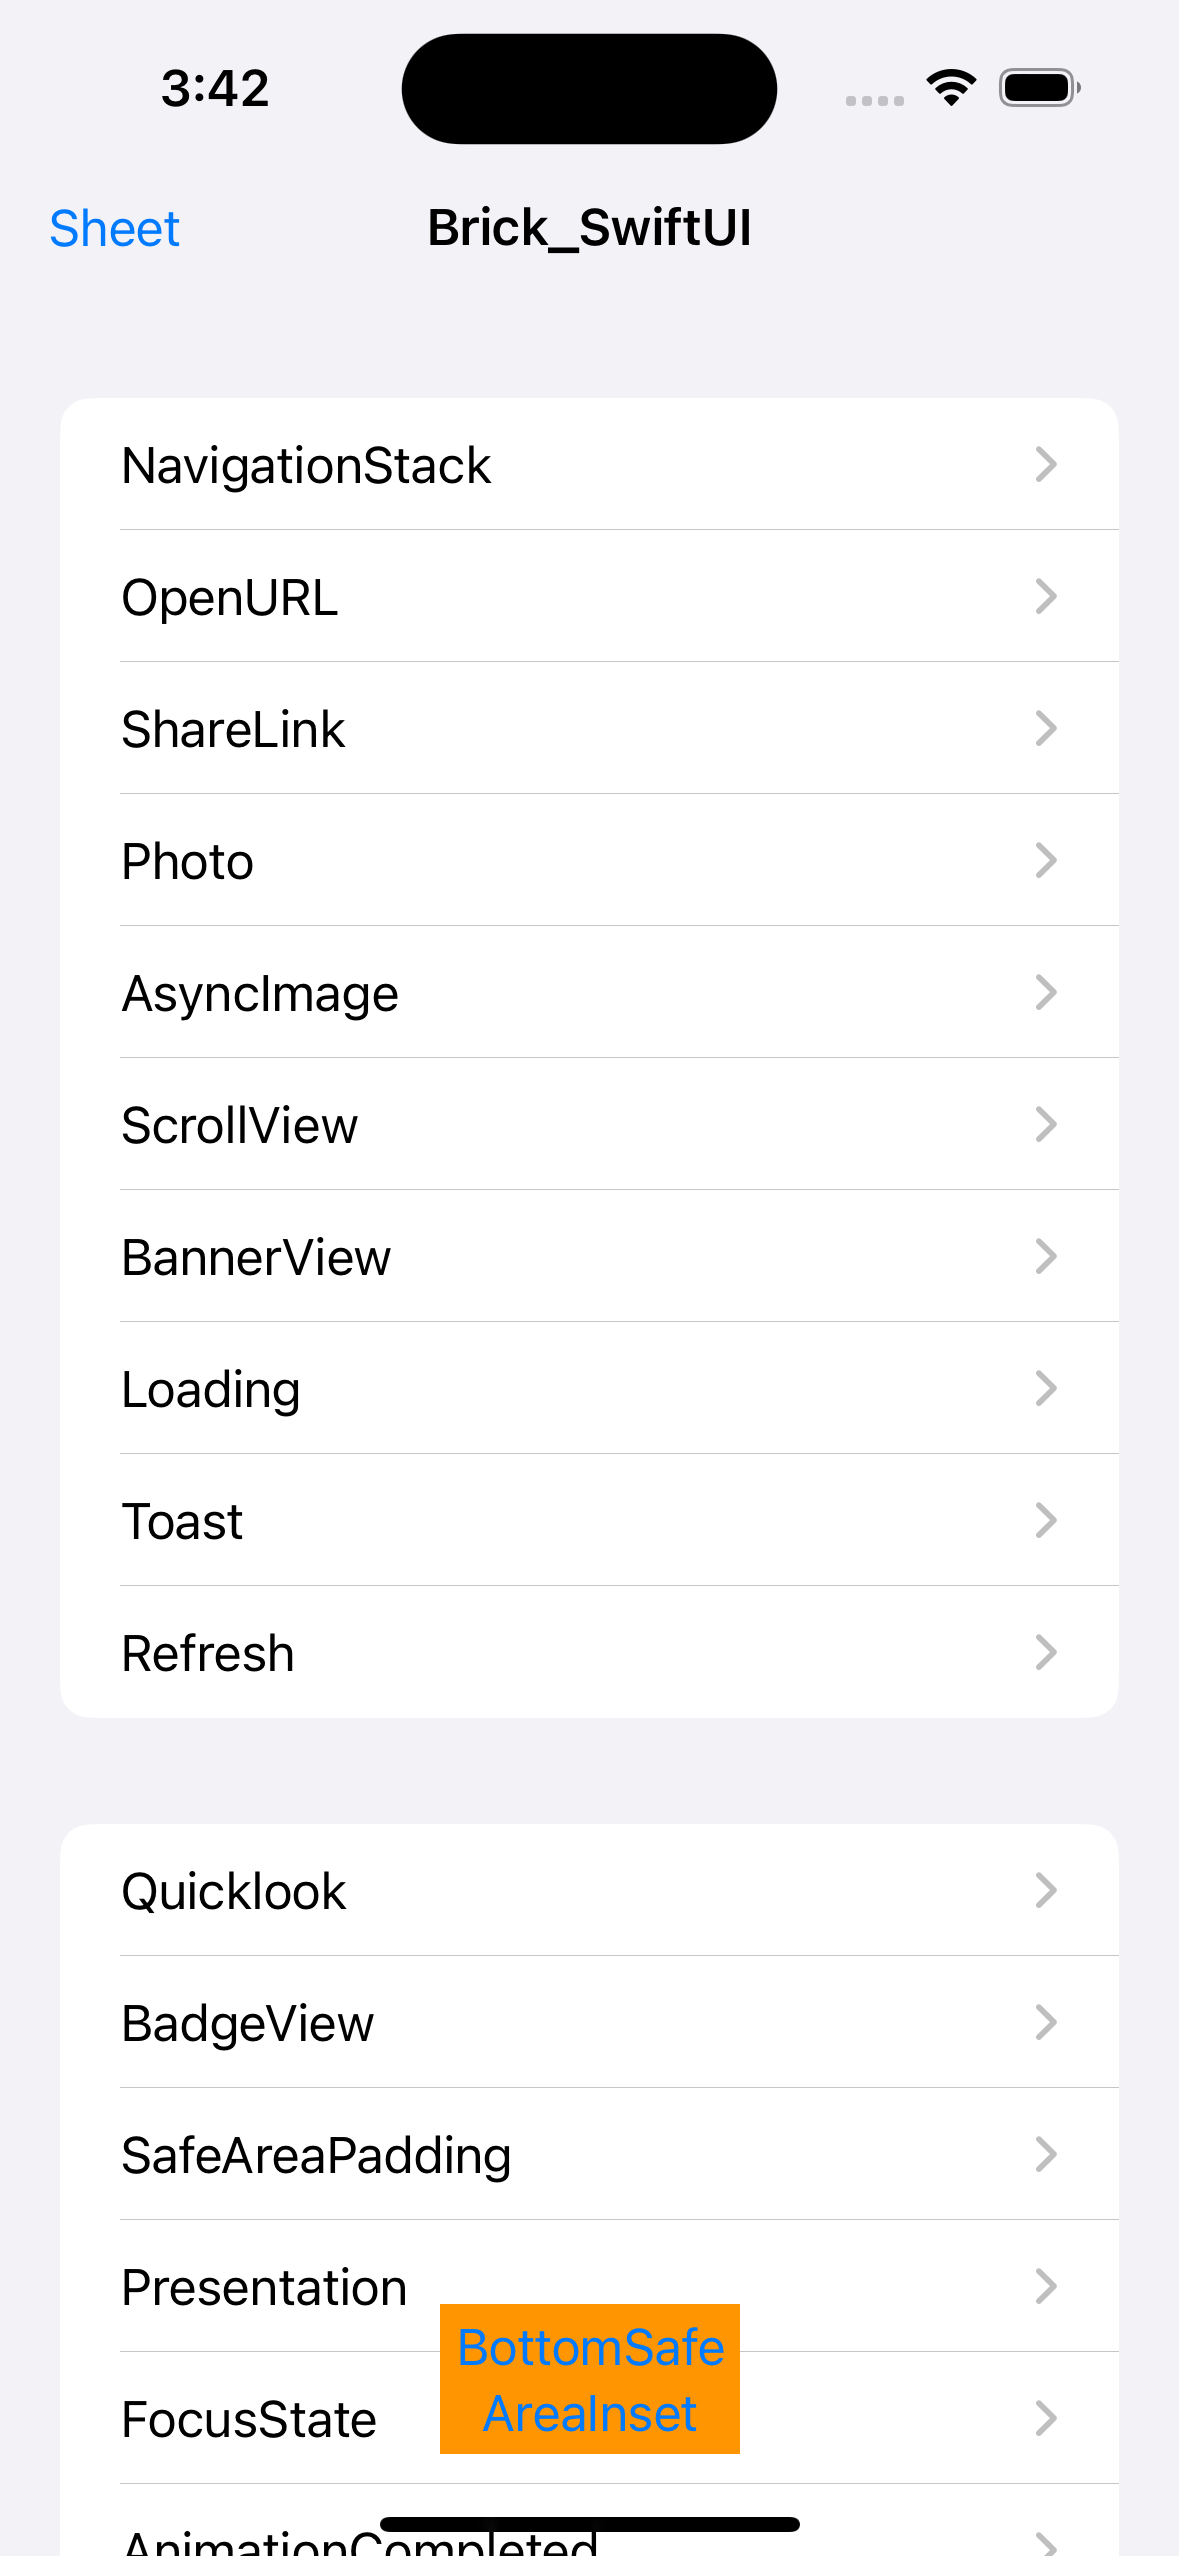 3:42
Sheet
Brick_SwiftUI
NavigationStack
OpenURL
ShareLink
Photo
AsyncImage
ScrollView
BannerView
Loading
Toast
Refresh
Quicklook
BadgeView
SafeAreaPadding
Presentation
BottomSafe
AreaInset
FocusState
AnimationCompleted